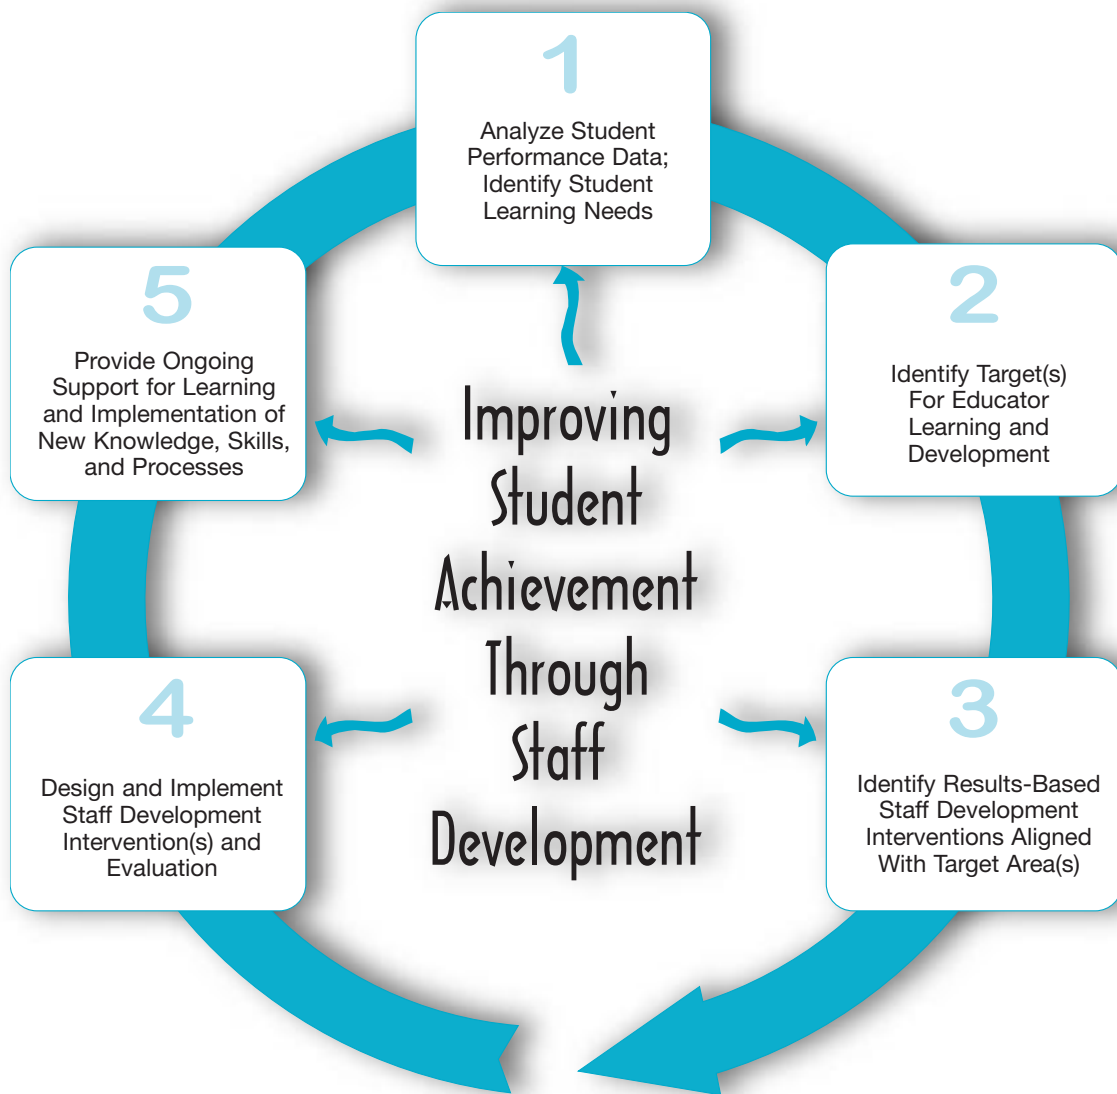 1
Analyze Student
Performance Data;
Identify Student
Learning Needs
2
Identify Target(s)
For Educator
Learning and
Development
3
Identify Results-Based
Staff Development
Interventions Aligned
With Target Area(s)
4
Design and Implement
Staff Development
Intervention(s) and
Evaluation
5
Provide Ongoing
Support for Learning
and Implementation of
New Knowledge, Skills,
and Processes
Improving
Student
Achievement
Through
Staff
Development